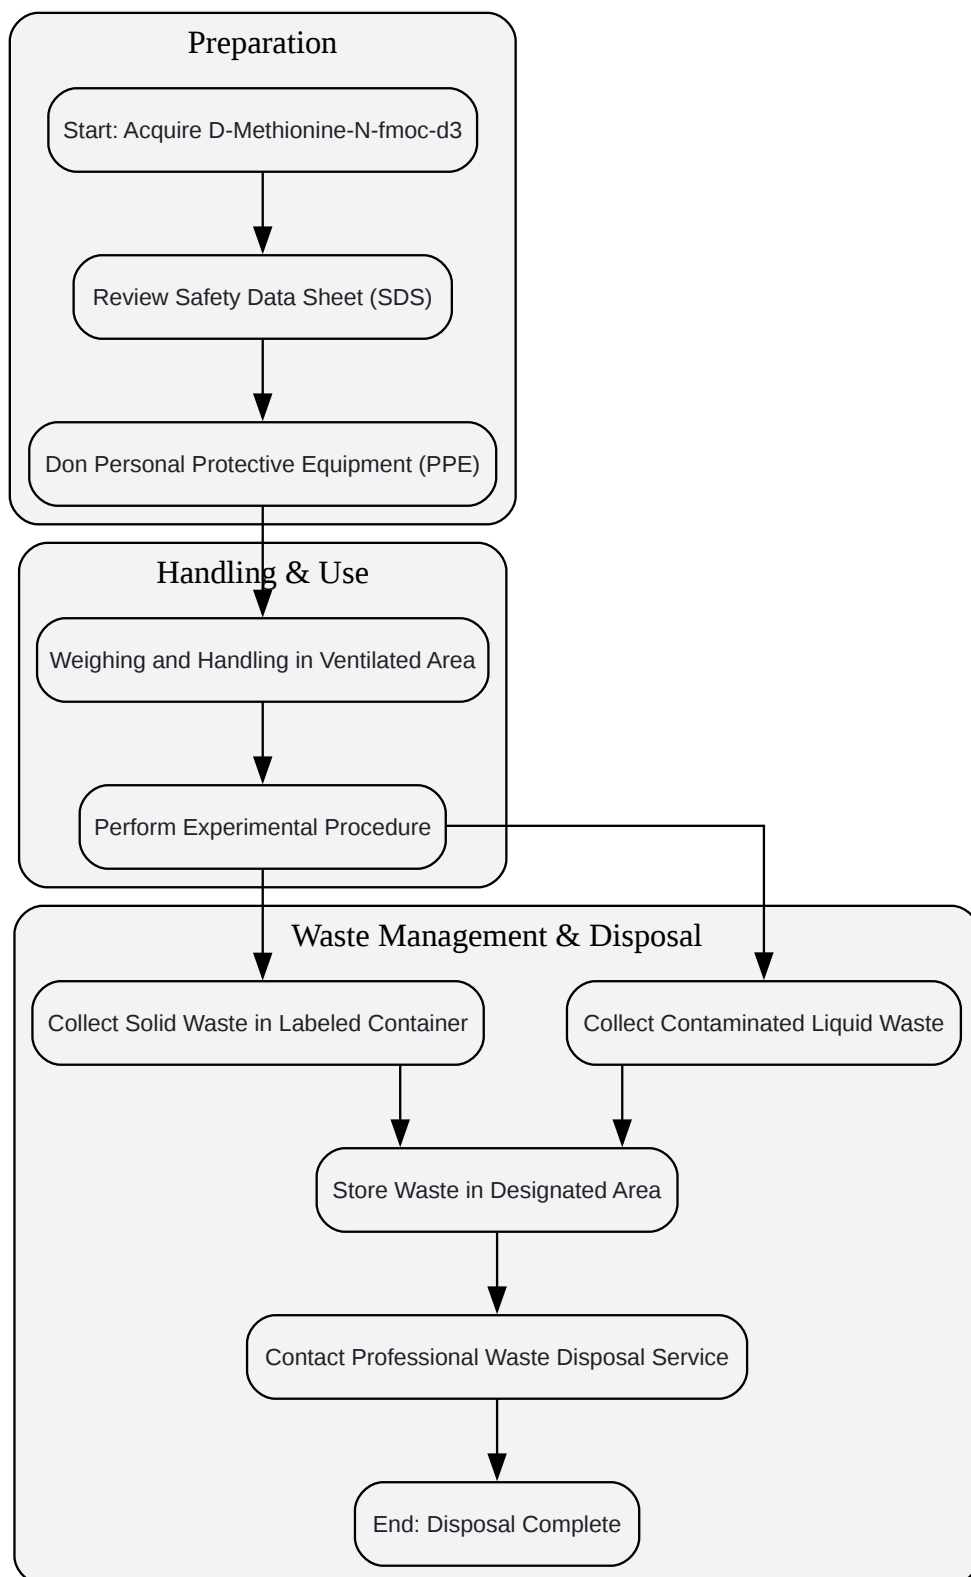 Preparation
Start: Acquire D-Methionine-N-fmoc-d3
Review Safety Data Sheet (SDS)
Don Personal Protective Equipment (PPE)
Handling & Use
Weighing and Handling in Ventilated Area
Perform Experimental Procedure
Waste Management & Disposal
Collect Solid Waste in Labeled Container
Collect Contaminated Liquid Waste
Store Waste in Designated Area
Contact Professional Waste Disposal Service
End: Disposal Complete